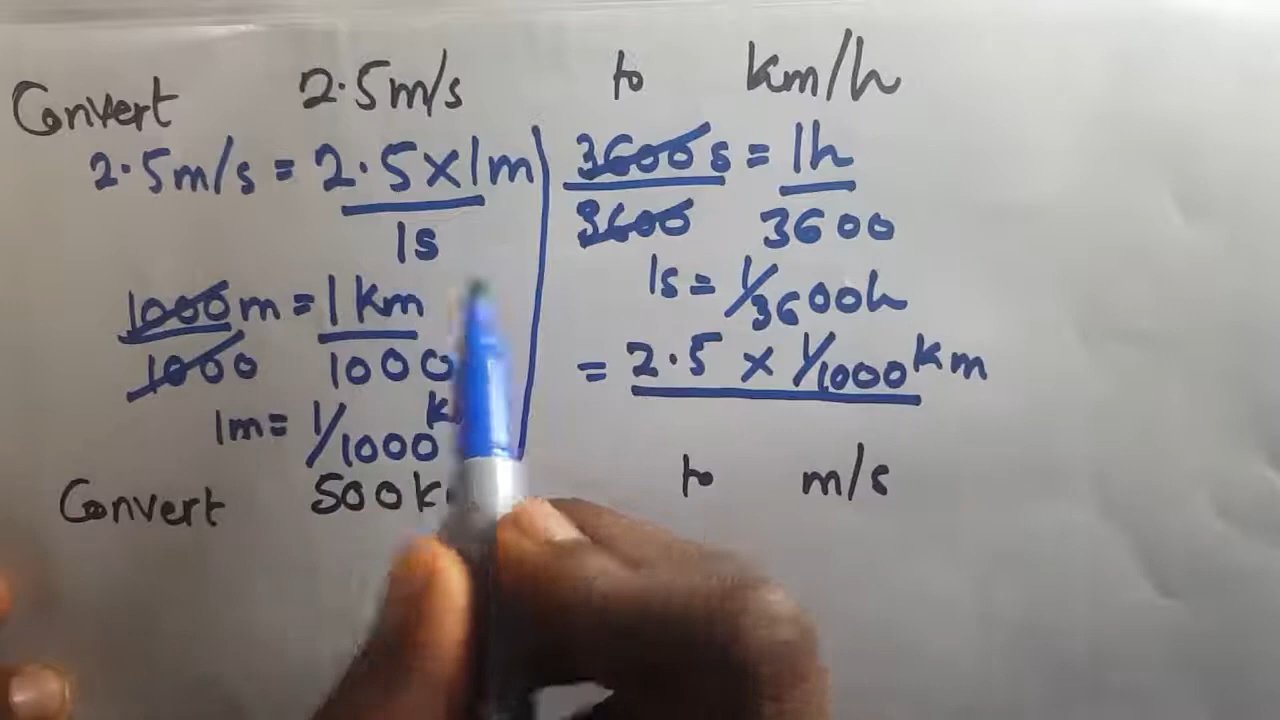 Convert 2.5m/s to km/h
2.5m/s = 2.5×1m
1s
1000m = 1km
1000 1000
1m = 1/1000
3600s = 1h
3600 3600
1s = 1/3600h
= 2.5 × 1/1000km
Convert 500k to m/s